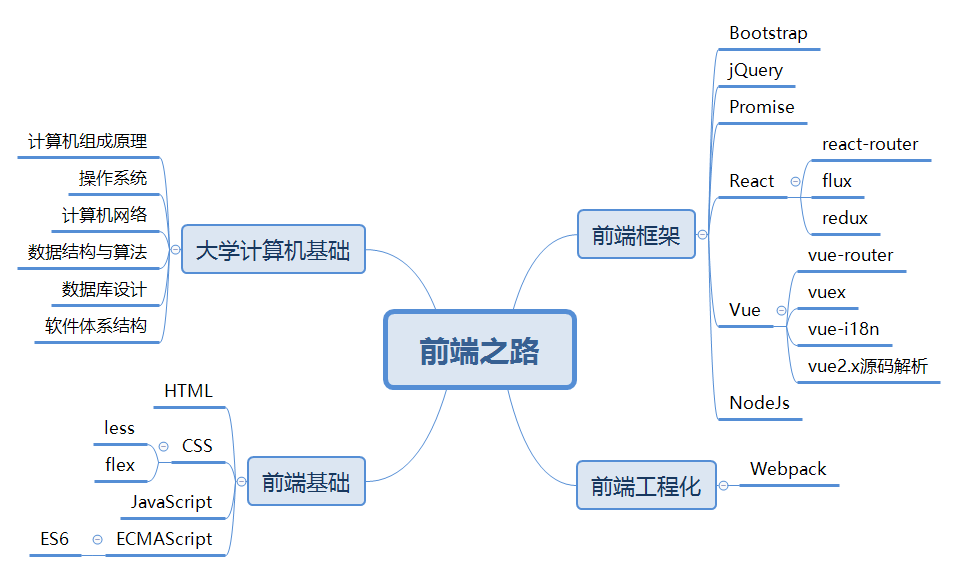 前端之路
大学计算机基础
计算机组成原理
操作系统
计算机网络
数据结构与算法
数据库设计
软件体系结构
前端基础
HTML
CSS
less
flex
JavaScript
ECMAScript
ES6
前端框架
Bootstrap
jQuery
Promise
React
react-router
flux
redux
Vue
vue-router
vuex
vue-i18n
vue2.x源码解析
NodeJs
前端工程化
Webpack